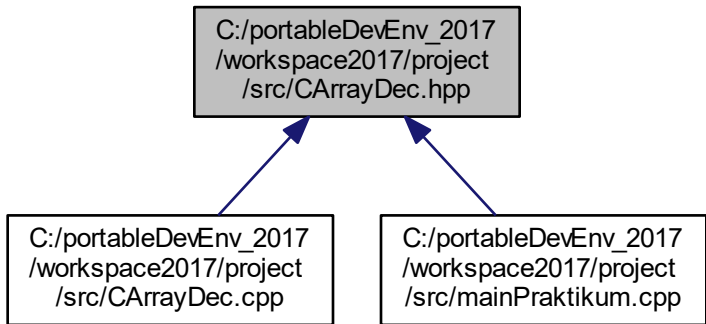 C:/portableDevEnv_2017
/workspace2017/project
/src/CArrayDec.hpp
C:/portableDevEnv_2017
/workspace2017/project
/src/CArrayDec.cpp
C:/portableDevEnv_2017
/workspace2017/project
/src/mainPraktikum.cpp